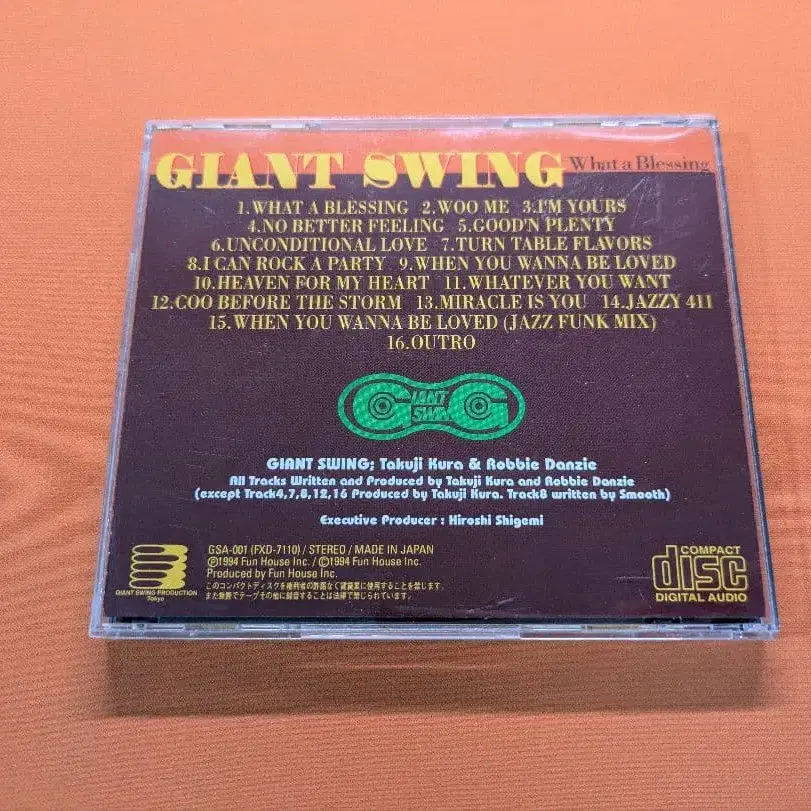 GIANT SWING What a Blessing
1.WHAT A BLESSING 2.WOO ME 3.I'M YOURS
4.NO BETTER FEELING 5.GOOD'N PLENTY
6.UNCONDITIONAL LOVE 7.TURN TABLE FLAVORS
8.I CAN ROCK A PARTY 9.WHEN YOU WANNA BE LOVED
10.HEAVEN FOR MY HEART 11.WHATEVER YOU WANT
12.COO BEFORE THE STORM 13.MIRACLE IS YOU 14.JAZZY 411
15.WHEN YOU WANNA BE LOVED (JAZZ FUNK MIX)
16.OUTRO
GIANT
SWING
GIANT SWING; Takuji Kura & Robbie Danzie
All Tracks Written and Produced by Takuji Kura and Robbie Danzie
(except Track4,7,8,12,16 Produced by Takuji Kura. Track8 written by Smooth)
Executive Producer : Hiroshi Shigemi
GIANT SWING PRODUCTION
Tokyo
GSA-001 (FXD-7110) / STEREO / MADE IN JAPAN
Ⓟ1994 Fun House Inc. / ©1994 Fun House Inc.
Produced by Fun House Inc.
このコンパクトディスクを権利者の許諾なく賃貸業に使用することを禁じます。
また無断でテープその他に録音することは法律で禁じられています。
COMPACT
disc
DIGITAL AUDIO